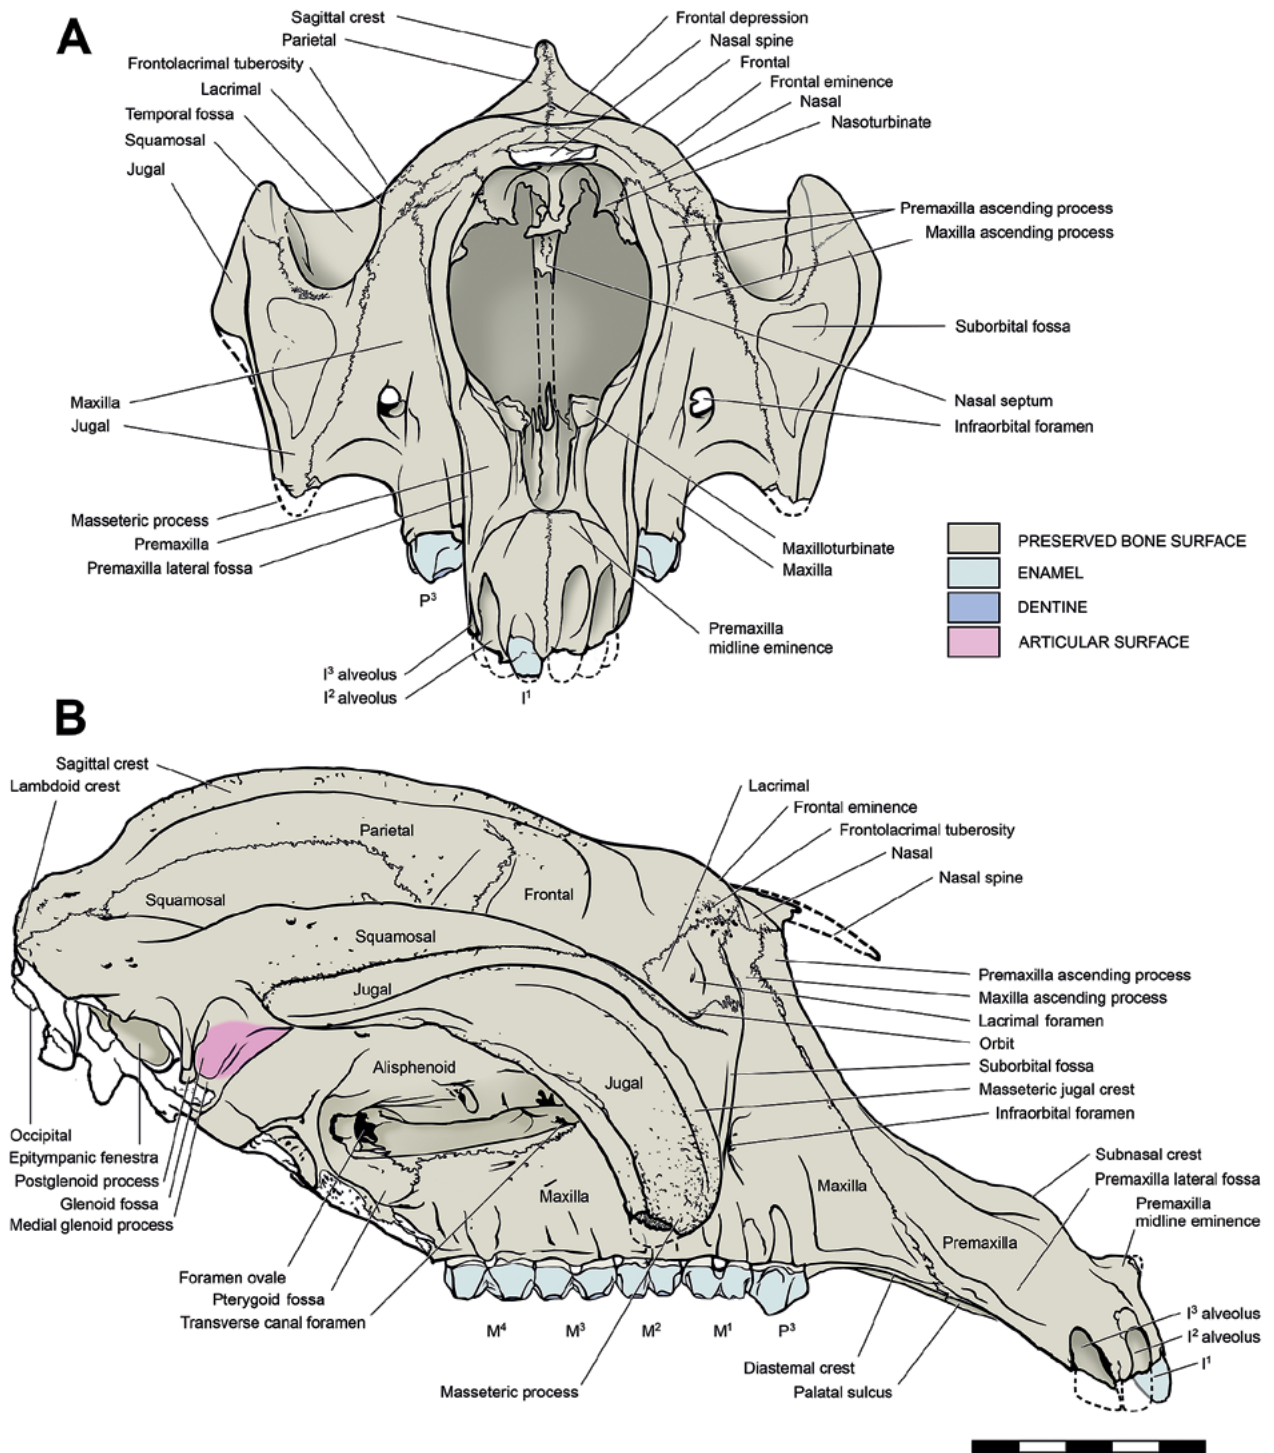 A
Sagittal crest
Parietal
Frontolacrimal tuberosity
Lacrimal
Temporal fossa
Squamosal
Jugal
Frontal depression
Nasal spine
Frontal
Frontal eminence
Nasal
Nasoturbinate
Premaxilla ascending process
Maxilla ascending process
Suborbital fossa
Nasal septum
Infraorbital foramen
Maxilla
Jugal
Masseteric process
Premaxilla
Premaxilla lateral fossa
P³
I³ alveolus
I² alveolus
I¹
Maxilloturbinate
Maxilla
Premaxilla
midline eminence
PRESERVED BONE SURFACE
ENAMEL
DENTINE
ARTICULAR SURFACE
B
Sagittal crest
Lambdoid crest
Parietal
Squamosal
Frontal
Squamosal
Jugal
Alisphenoid
Jugal
Maxilla
Maxilla
Premaxilla
Lacrimal
Frontal eminence
Frontolacrimal tuberosity
Nasal
Nasal spine
Premaxilla ascending process
Maxilla ascending process
Lacrimal foramen
Orbit
Suborbital fossa
Masseteric jugal crest
Infraorbital foramen
Subnasal crest
Premaxilla lateral fossa
Premaxilla
midline eminence
Occipital
Epitympanic fenestra
Postglenoid process
Glenoid fossa
Medial glenoid process
Foramen ovale
Pterygoid fossa
Transverse canal foramen
M⁴ M³ M² M¹ P³
Masseteric process
Diastemal crest
Palatal sulcus
I³ alveolus
I² alveolus
I¹